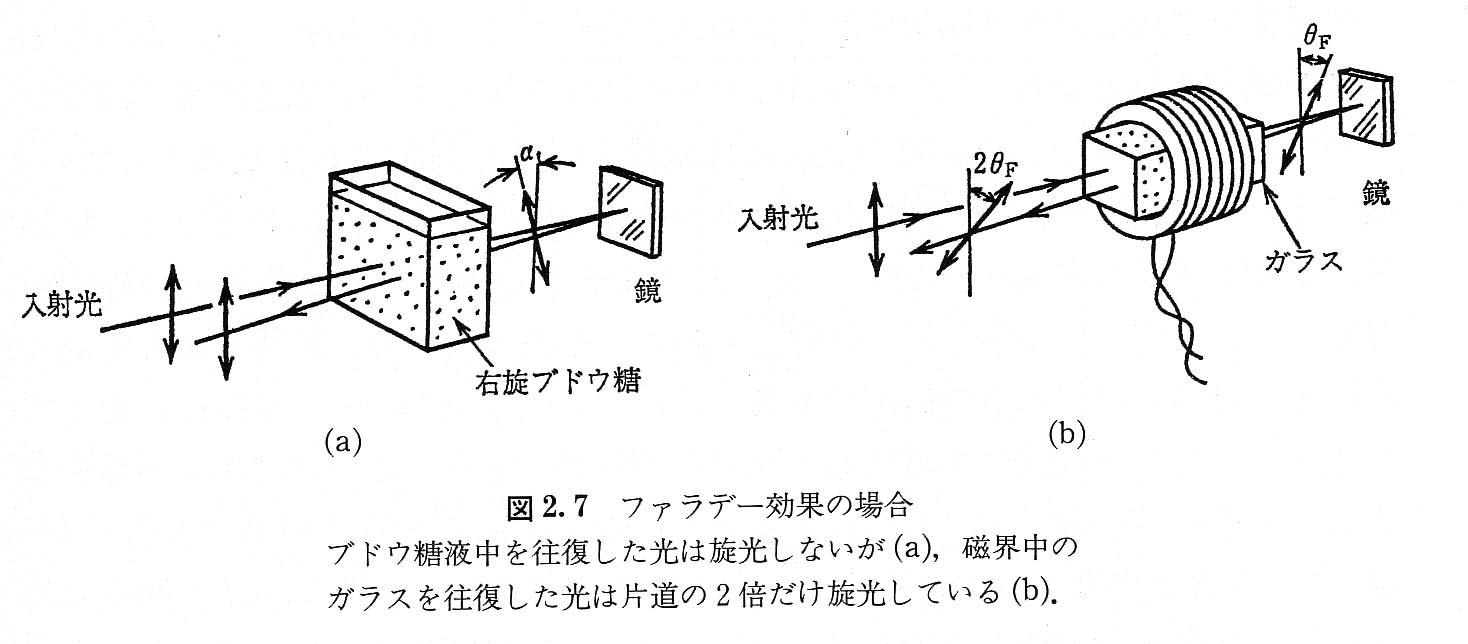 α
入射光
鏡
右旋ブドウ糖
(a)
θF
2θF
入射光
鏡
ガラス
(b)
図2.7 ファラデー効果の場合
ブドウ糖液中を往復した光は旋光しないが(a),磁界中の
ガラスを往復した光は片道の2倍だけ旋光している(b).